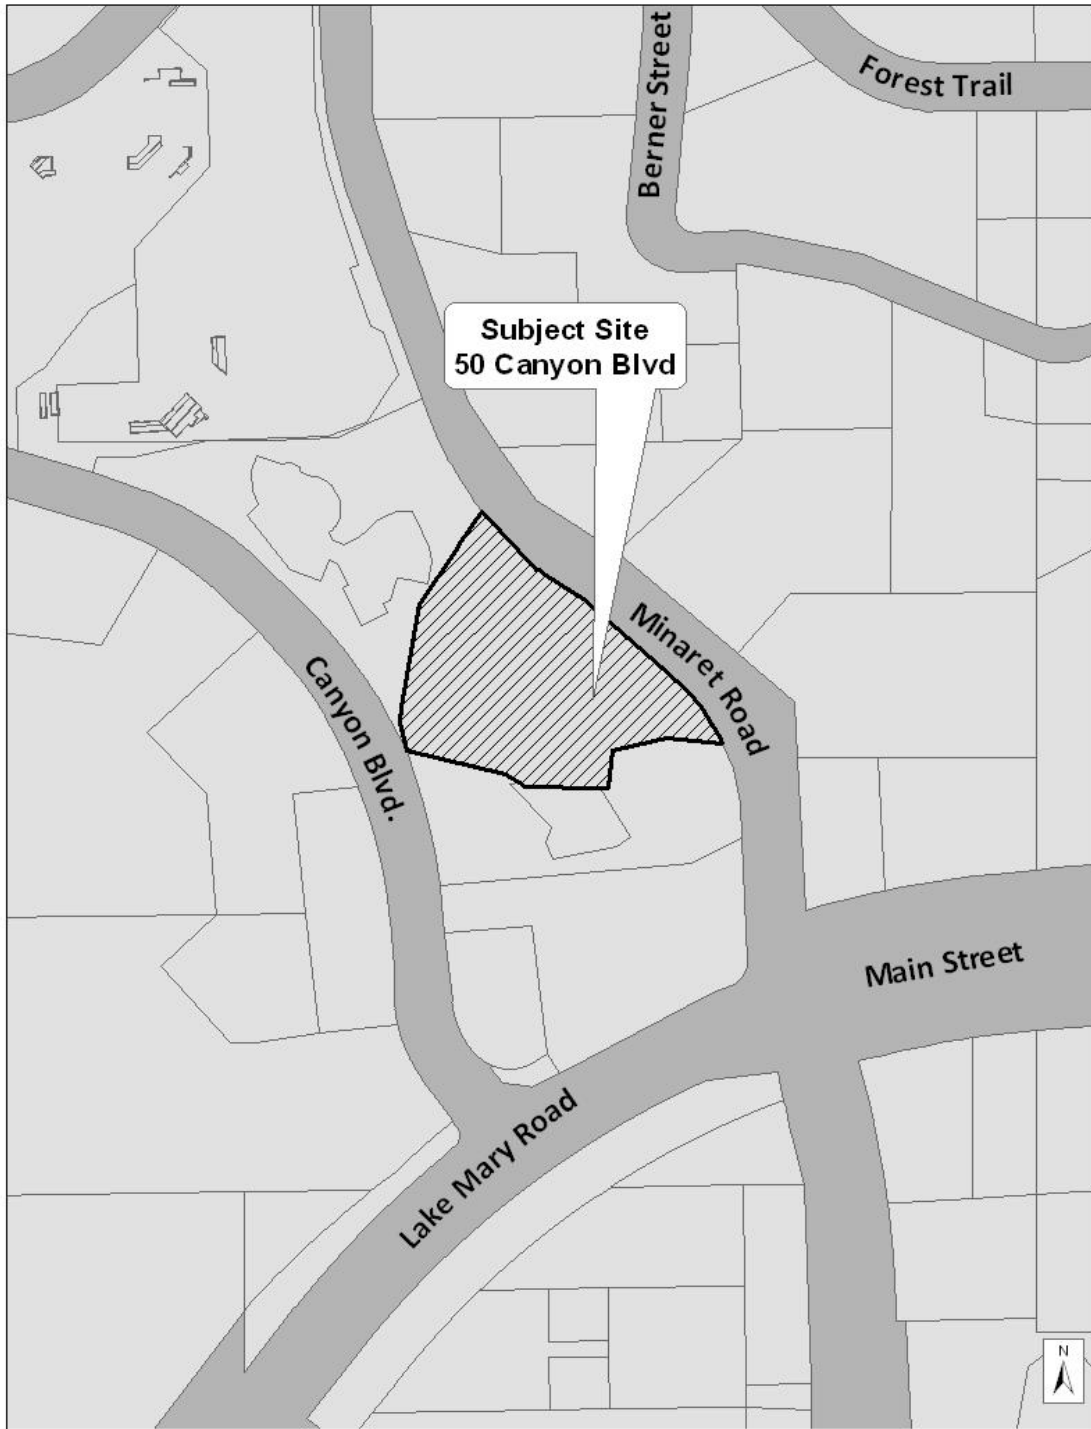 Berner Street
Forest Trail
Subject Site
50 Canyon Blvd
Minaret Road
Canyon Blvd.
Main Street
Lake Mary Road
N